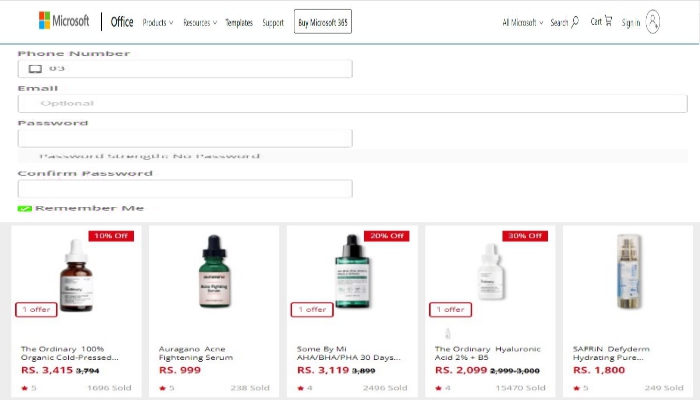 Microsoft Office Products Resources Templates Support Buy Microsoft 365 All Microsoft Search Cart Sign in
Phone Number
03
Email
Optional
Password
Password Strength: No Password
Confirm Password
Remember Me
10% Off
20% Off
30% Off
1 offer
1 offer
1 offer
The Ordinary 100%
Organic Cold-Pressed...
RS. 3,415 3,794
5 1696 Sold
Auragano Acne
Fightening Serum
RS. 999
5 238 Sold
Some By Mi
AHA/BHA/PHA 30 Days...
RS. 3,119 3,899
4 2496 Sold
The Ordinary Hyaluronic
Acid 2% + B5
RS. 2,099 2,999-3,000
4 15470 Sold
SAFRiN Defyderm
Hydrating Pure...
RS. 1,800
5 249 Sold